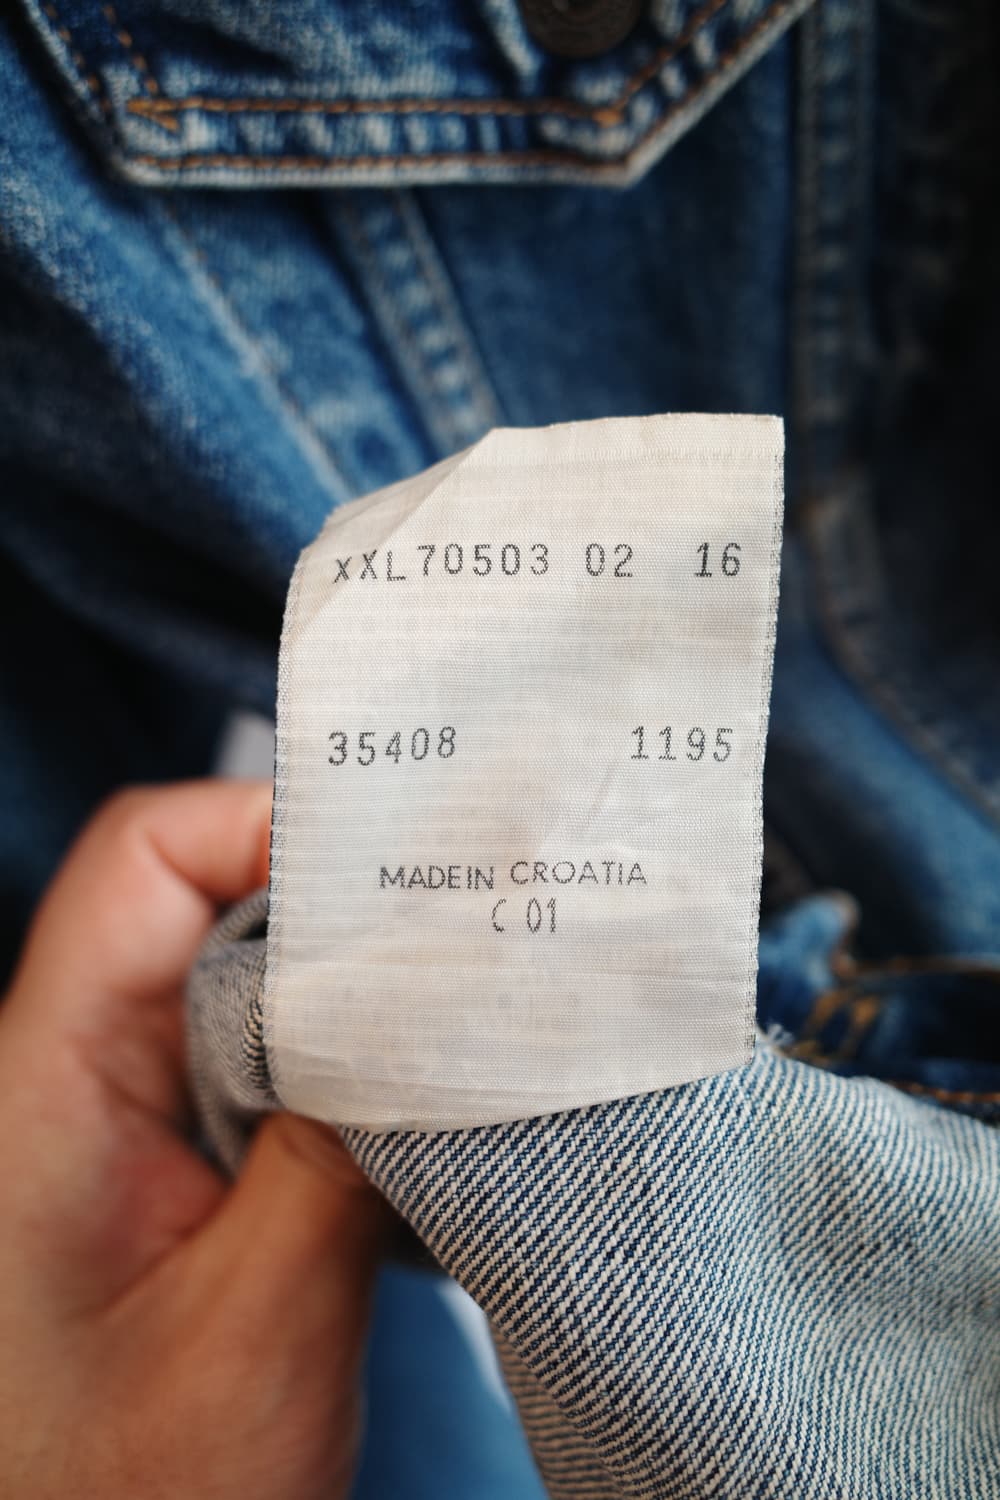 XXL70503 02 16
35408 1195
MADEIN CROATIA
C 01